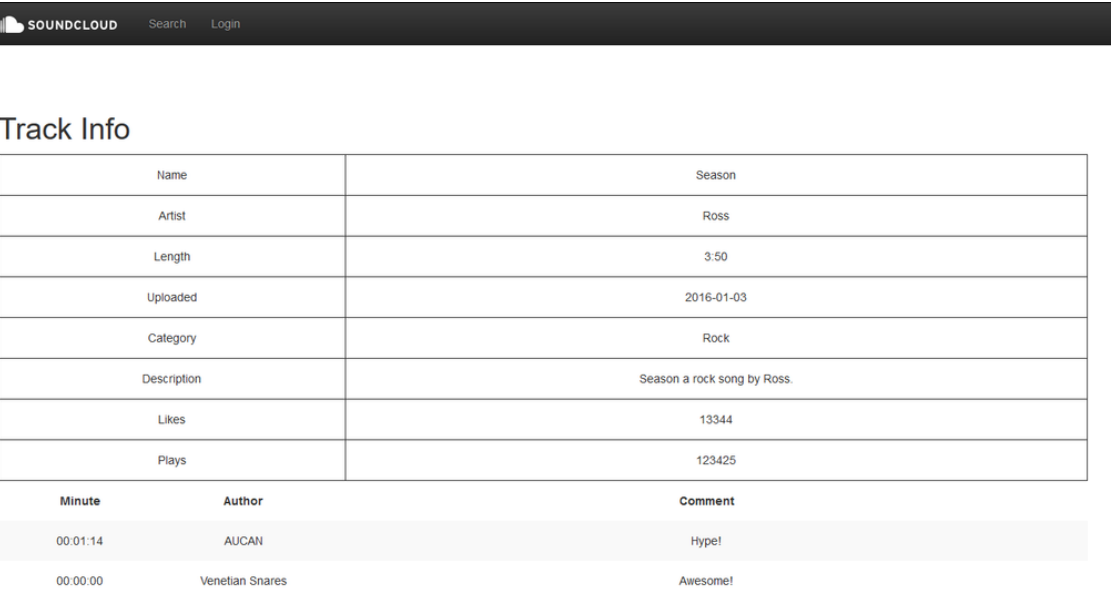 SOUNDCLOUD Search Login
Track Info
Name Season
Artist Ross
Length 3:50
Uploaded 2016-01-03
Category Rock
Description Season a rock song by Ross.
Likes 13344
Plays 123425
Minute Author Comment
00:01:14 AUCAN Hype!
00:00:00 Venetian Snares Awesome!